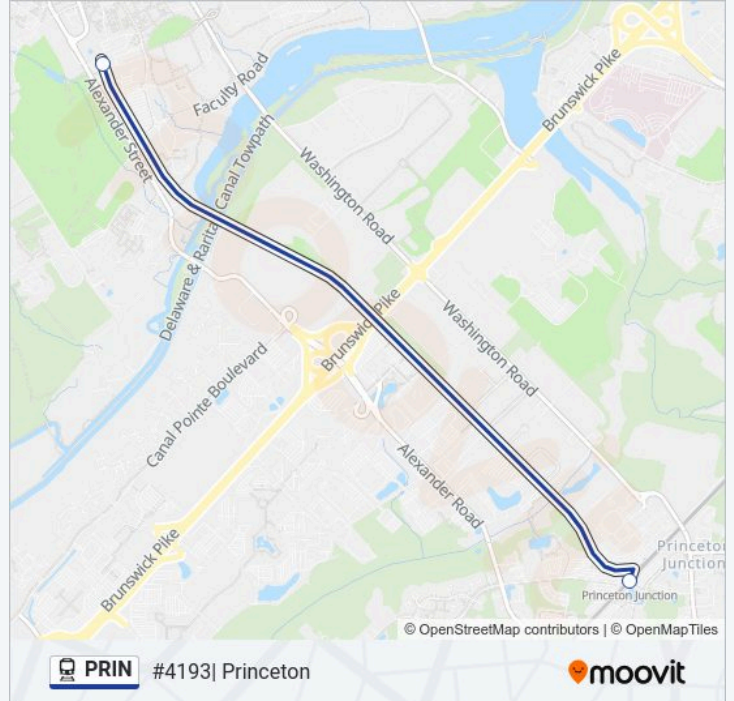 Faculty Road
Alexander Street
Brunswick Pike
Delaware & Raritan Canal Towpath
Washington Road
Brunswick Pike
Washington Road
Canal Pointe Boulevard
Alexander Road
Brunswick Pike
Princeton
Junction
Princeton Junction
© OpenStreetMap contributors | © OpenMapTiles
PRIN #4193| Princeton
moovit